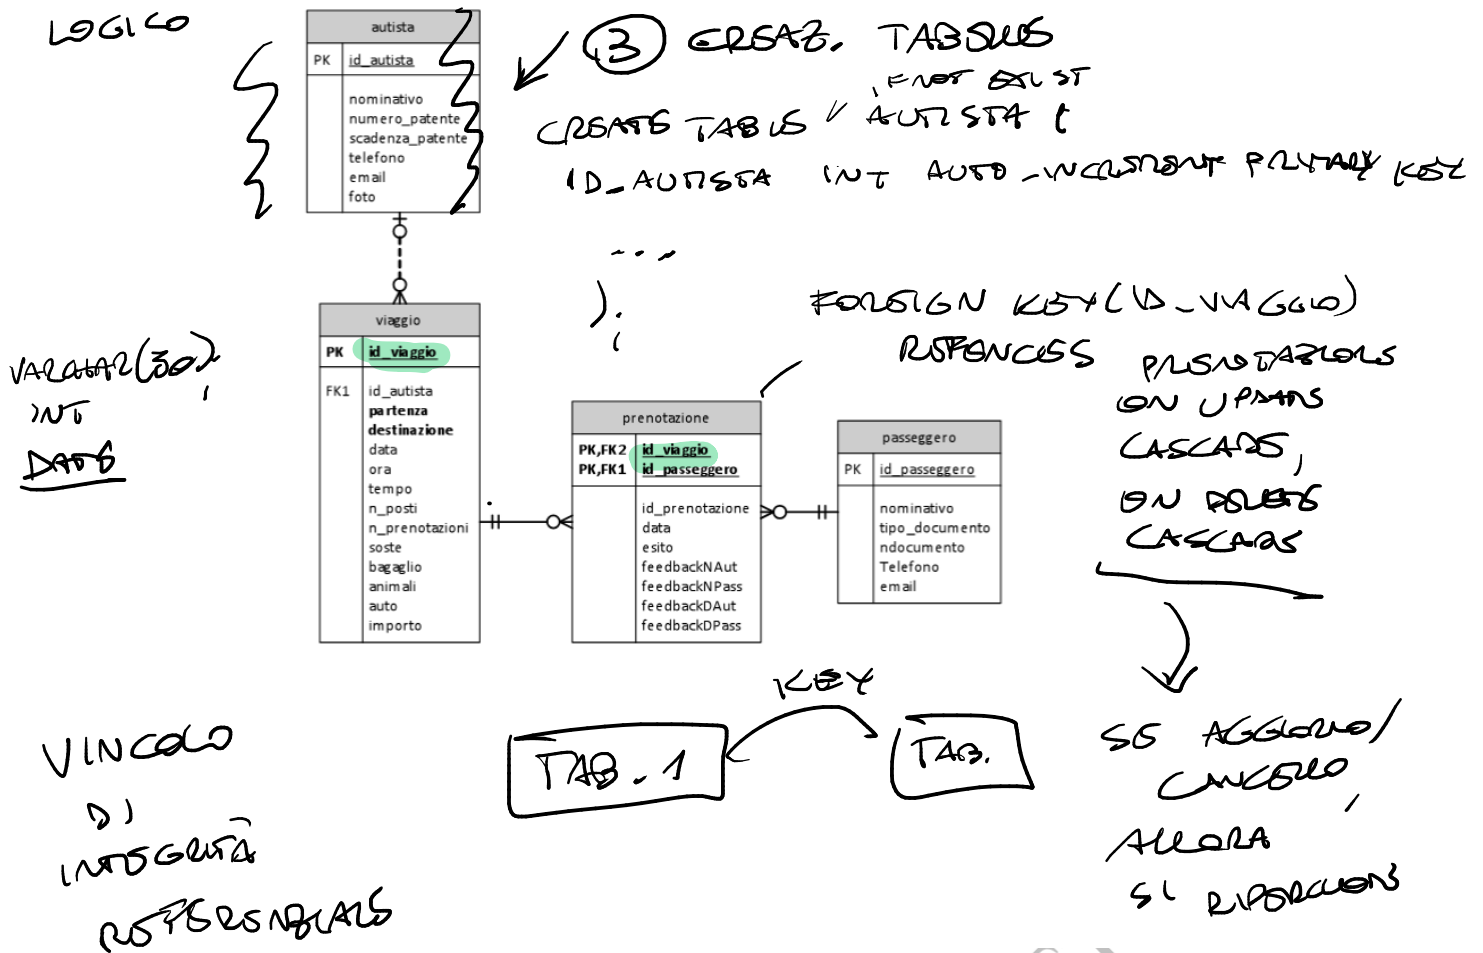 LOGICO
autista
PK id_autista
nominativo
numero_patente
scadenza_patente
telefono
email
foto
3 CREAZ. TABELLE
IF NOT EXIST
CREATE TABLE AUTISTA (
ID_AUTISTA INT AUTO_INCREMENT PRIMARY KEY
...
);
viaggio
PK id_viaggio
FK1 id_autista
partenza
destinazione
data
ora
tempo
n_posti
n_prenotazioni
soste
bagaglio
animali
auto
importo
VARCHAR(30),
INT
DATE
FOREIGN KEY (ID_VIAGGIO)
REFENCES PRENOTAZIONE
ON UPDATE
CASCADE,
ON DELETE
CASCADE
prenotazione
PK,FK2 id_viaggio
PK,FK1 id_passeggero
id_prenotazione
data
esito
feedbackNAut
feedbackNPass
feedbackDAut
feedbackDPass
passeggero
PK id_passeggero
nominativo
tipo_documento
ndocumento
Telefono
email
VINCOLO
DI
INTEGRITÀ
REFERENZIALE
TAB. 1
KEY
TAB.
SE AGGIORNO/
CANCELLO,
ALLORA
SI RIPERCUOTE